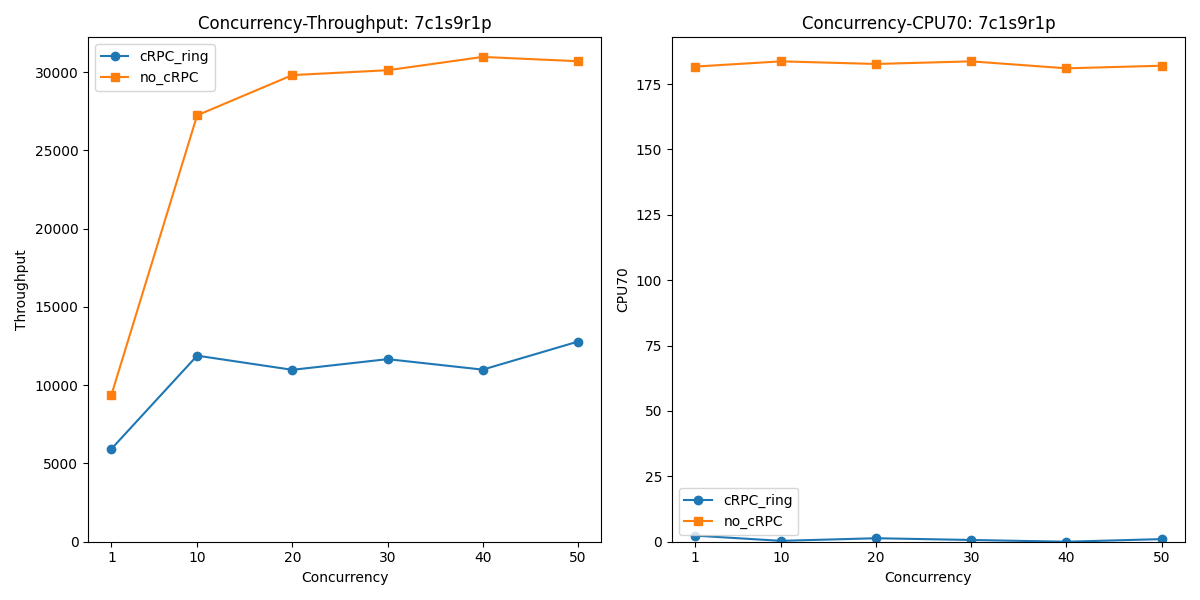 Concurrency-Throughput: 7c1s9r1p
cRPC_ring
no_cRPC
30000
25000
20000
15000
10000
5000
0
Throughput
1 10 20 30 40 50
Concurrency
Concurrency-CPU70: 7c1s9r1p
175
150
125
100
75
50
25
0
CPU70
cRPC_ring
no_cRPC
1 10 20 30 40 50
Concurrency